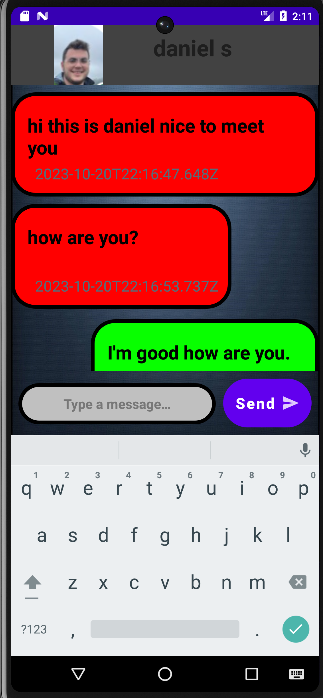 2:11
daniel s
hi this is daniel nice to meet
you
2023-10-20T22:16:47.648Z
how are you?
2023-10-20T22:16:53.737Z
I'm good how are you.
Type a message...
Send
1 2 3 4 5 6 7 8 9 0
q w e r t y u i o p
a s d f g h j k l
z x c v b n m
?123 , .